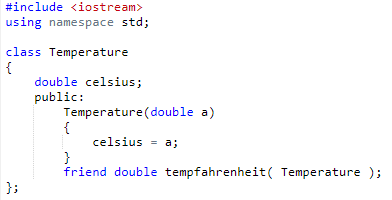 #include <iostream>
using namespace std;

class Temperature
{
    double celsius;
    public:
        Temperature(double a)
        {
            celsius = a;
        }
        friend double tempfahrenheit( Temperature );
};